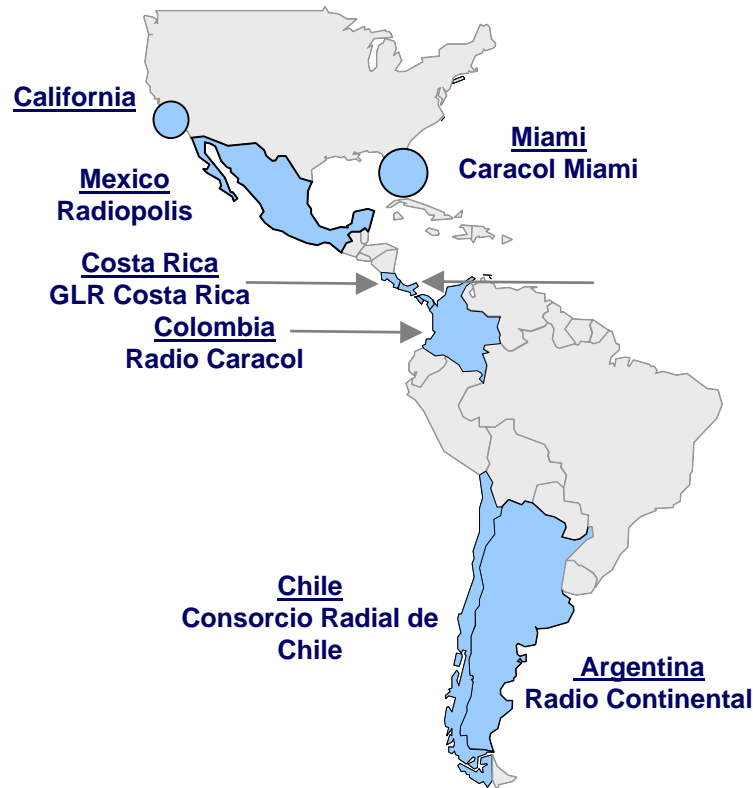 California
Miami
Caracol Miami
Mexico
Radiopolis
Costa Rica
GLR Costa Rica
Colombia
Radio Caracol
Chile
Consorcio Radial de
Chile
Argentina
Radio Continental